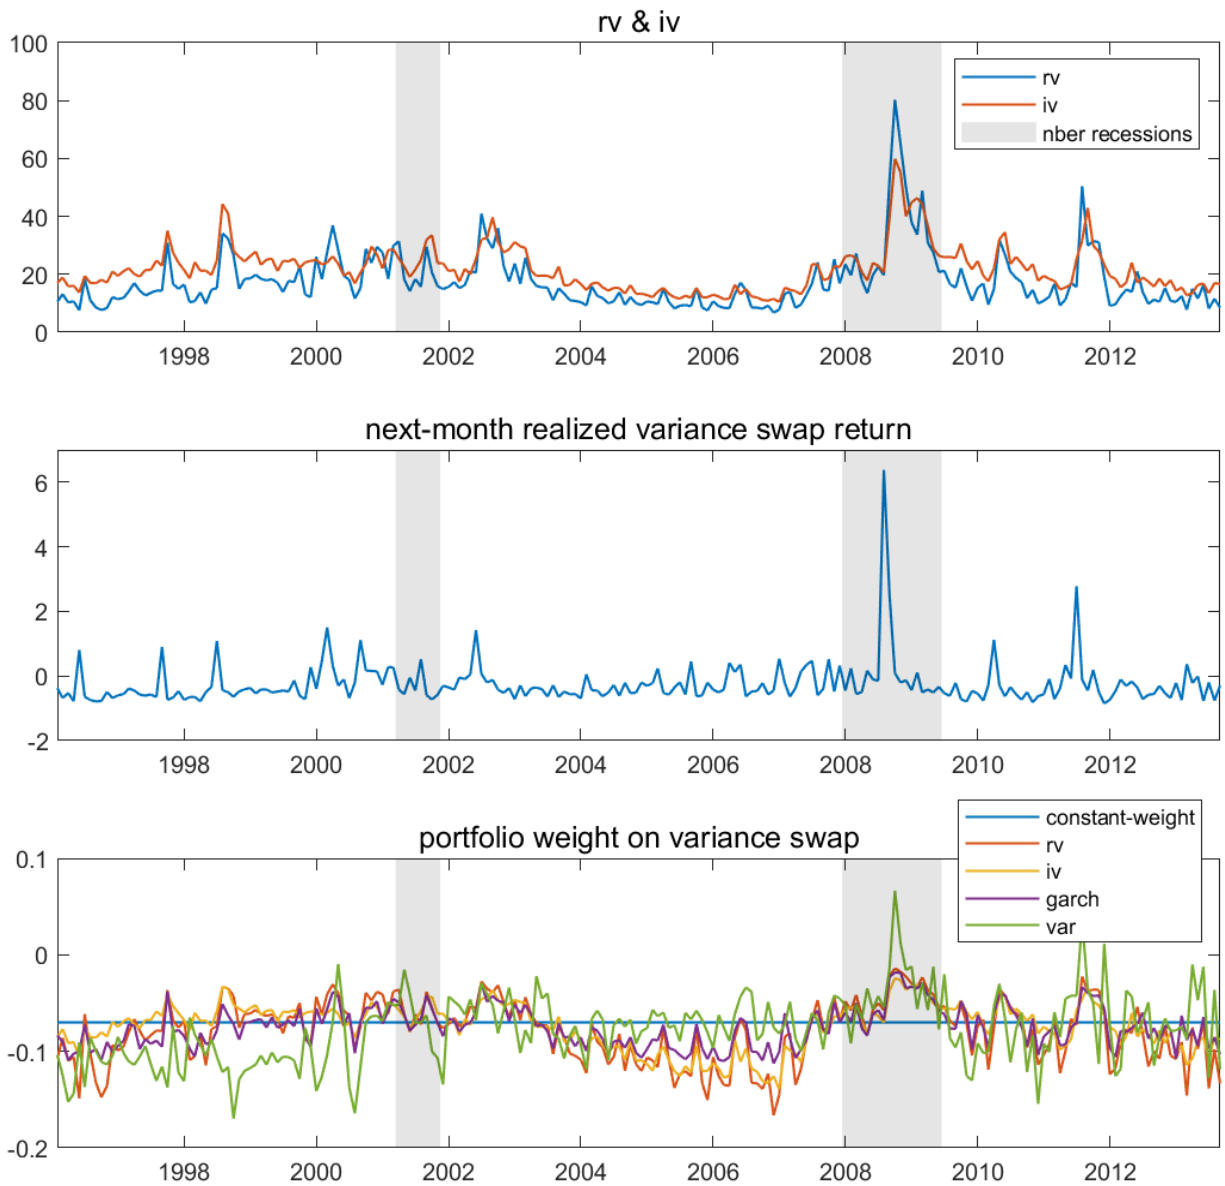 rv & iv
100
80
60
40
20
0
rv
iv
nber recessions
1998 2000 2002 2004 2006 2008 2010 2012
next-month realized variance swap return
6
4
2
0
-2
1998 2000 2002 2004 2006 2008 2010 2012
portfolio weight on variance swap
0.1
0
-0.1
-0.2
constant-weight
rv
iv
garch
var
1998 2000 2002 2004 2006 2008 2010 2012